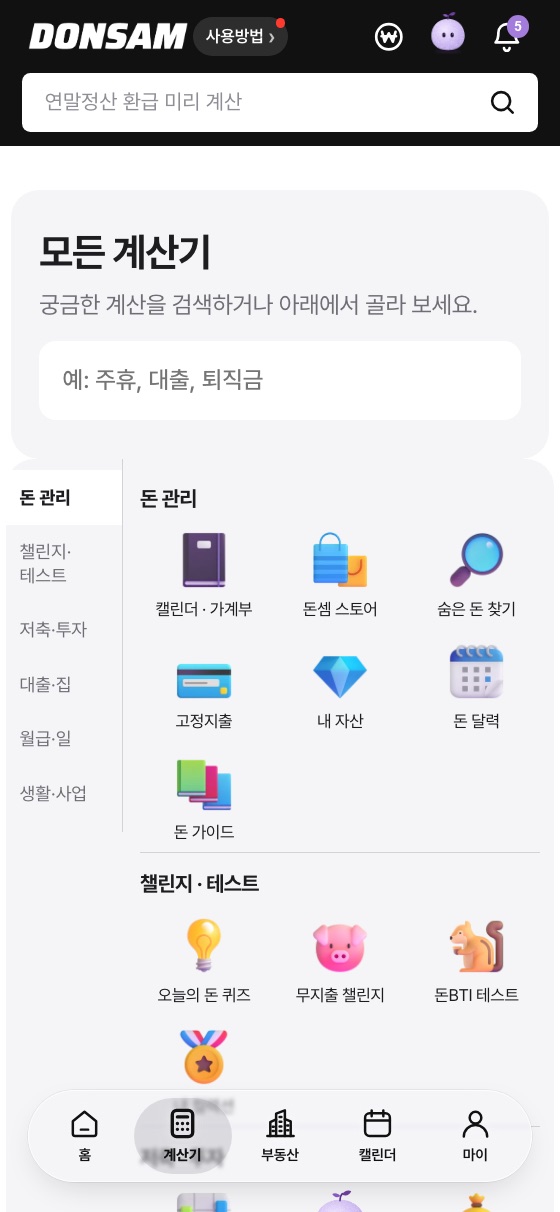 DONSAM
사용방법 ›
5
연말정산 환급 미리 계산
모든 계산기
궁금한 계산을 검색하거나 아래에서 골라 보세요.
예: 주휴, 대출, 퇴직금
돈 관리
챌린지·
테스트
저축·투자
대출·집
월급·일
생활·사업
돈 관리
캘린더 · 가계부
돈셈 스토어
숨은 돈 찾기
고정지출
내 자산
돈 달력
돈 가이드
챌린지 · 테스트
오늘의 돈 퀴즈
무지출 챌린지
돈BTI 테스트
홈
계산기
부동산
캘린더
마이